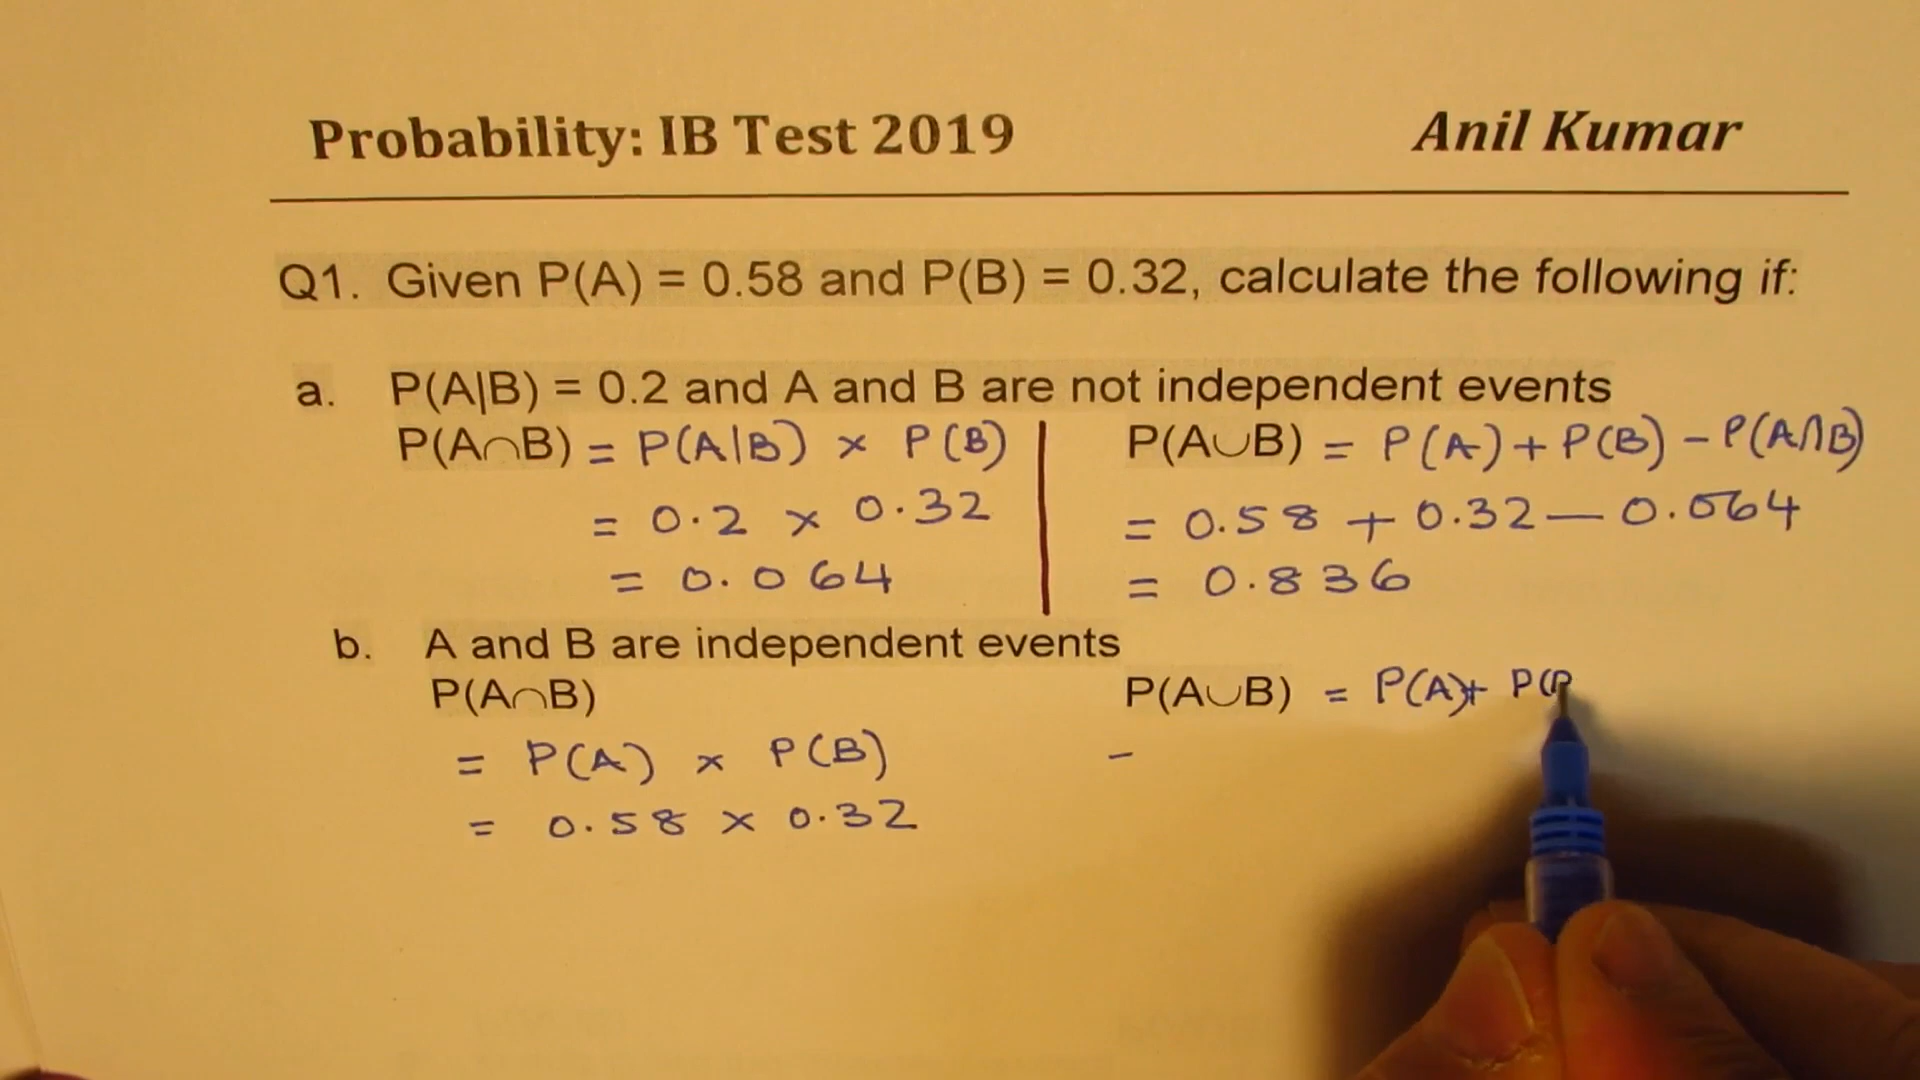 Probability: IB Test 2019 Anil Kumar
Q1. Given P(A) = 0.58 and P(B) = 0.32, calculate the following if:
a. P(A|B) = 0.2 and A and B are not independent events
P(A∩B) = P(A|B) × P(B)
= 0.2 × 0.32
= 0.064
P(A∪B) = P(A) + P(B) - P(A∩B)
= 0.58 + 0.32 — 0.064
= 0.836
b. A and B are independent events
P(A∩B)
= P(A) × P(B)
= 0.58 × 0.32
P(A∪B) = P(A)+ P(
-